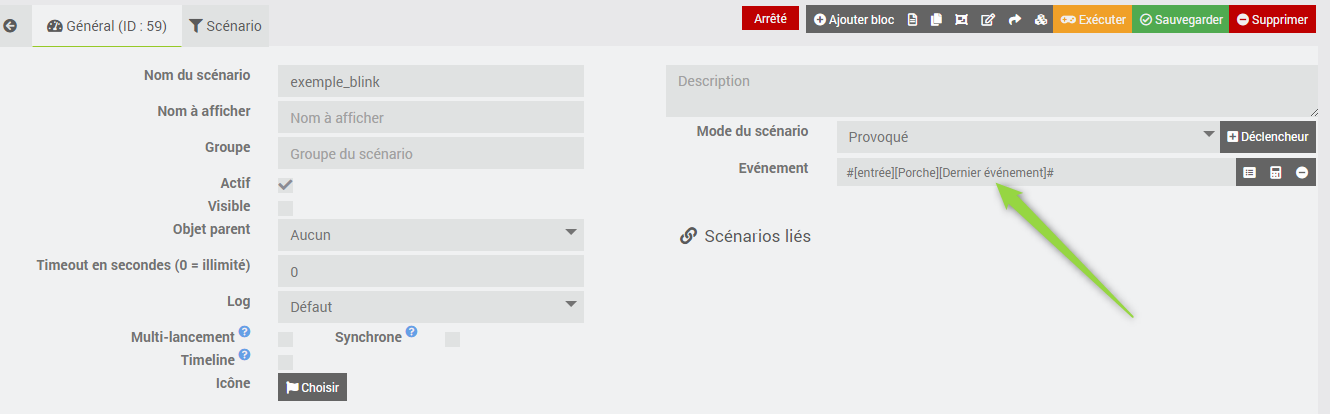 Général (ID : 59) Scénario
Arrêté Ajouter bloc Exécuter Sauvegarder Supprimer
Nom du scénario exemple_blink
Nom à afficher Nom à afficher
Groupe Groupe du scénario
Actif
Visible
Objet parent Aucun
Timeout en secondes (0 = illimité) 0
Log Défaut
Multi-lancement ? Synchrone ?
Timeline ?
Icône Choisir
Description
Mode du scénario Provoqué Déclencheur
Evénement #[entrée][Porche][Dernier événement]#
Scénarios liés